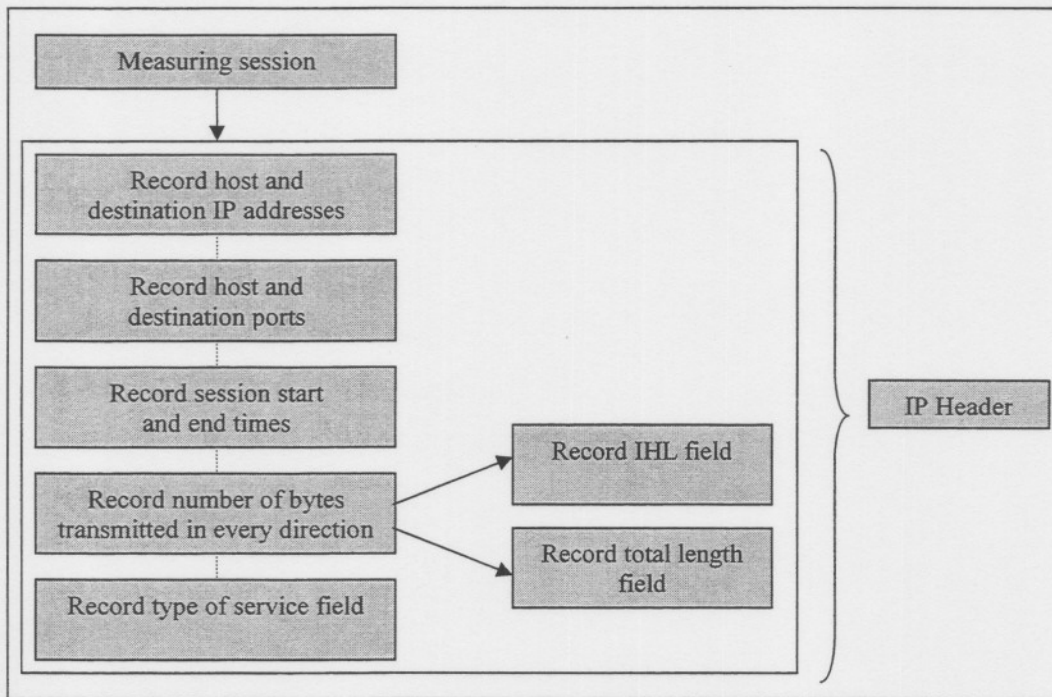 Measuring session
Record host and
destination IP addresses
Record host and
destination ports
Record session start
and end times
Record number of bytes
transmitted in every direction
Record type of service field
Record IHL field
Record total length
field
IP Header